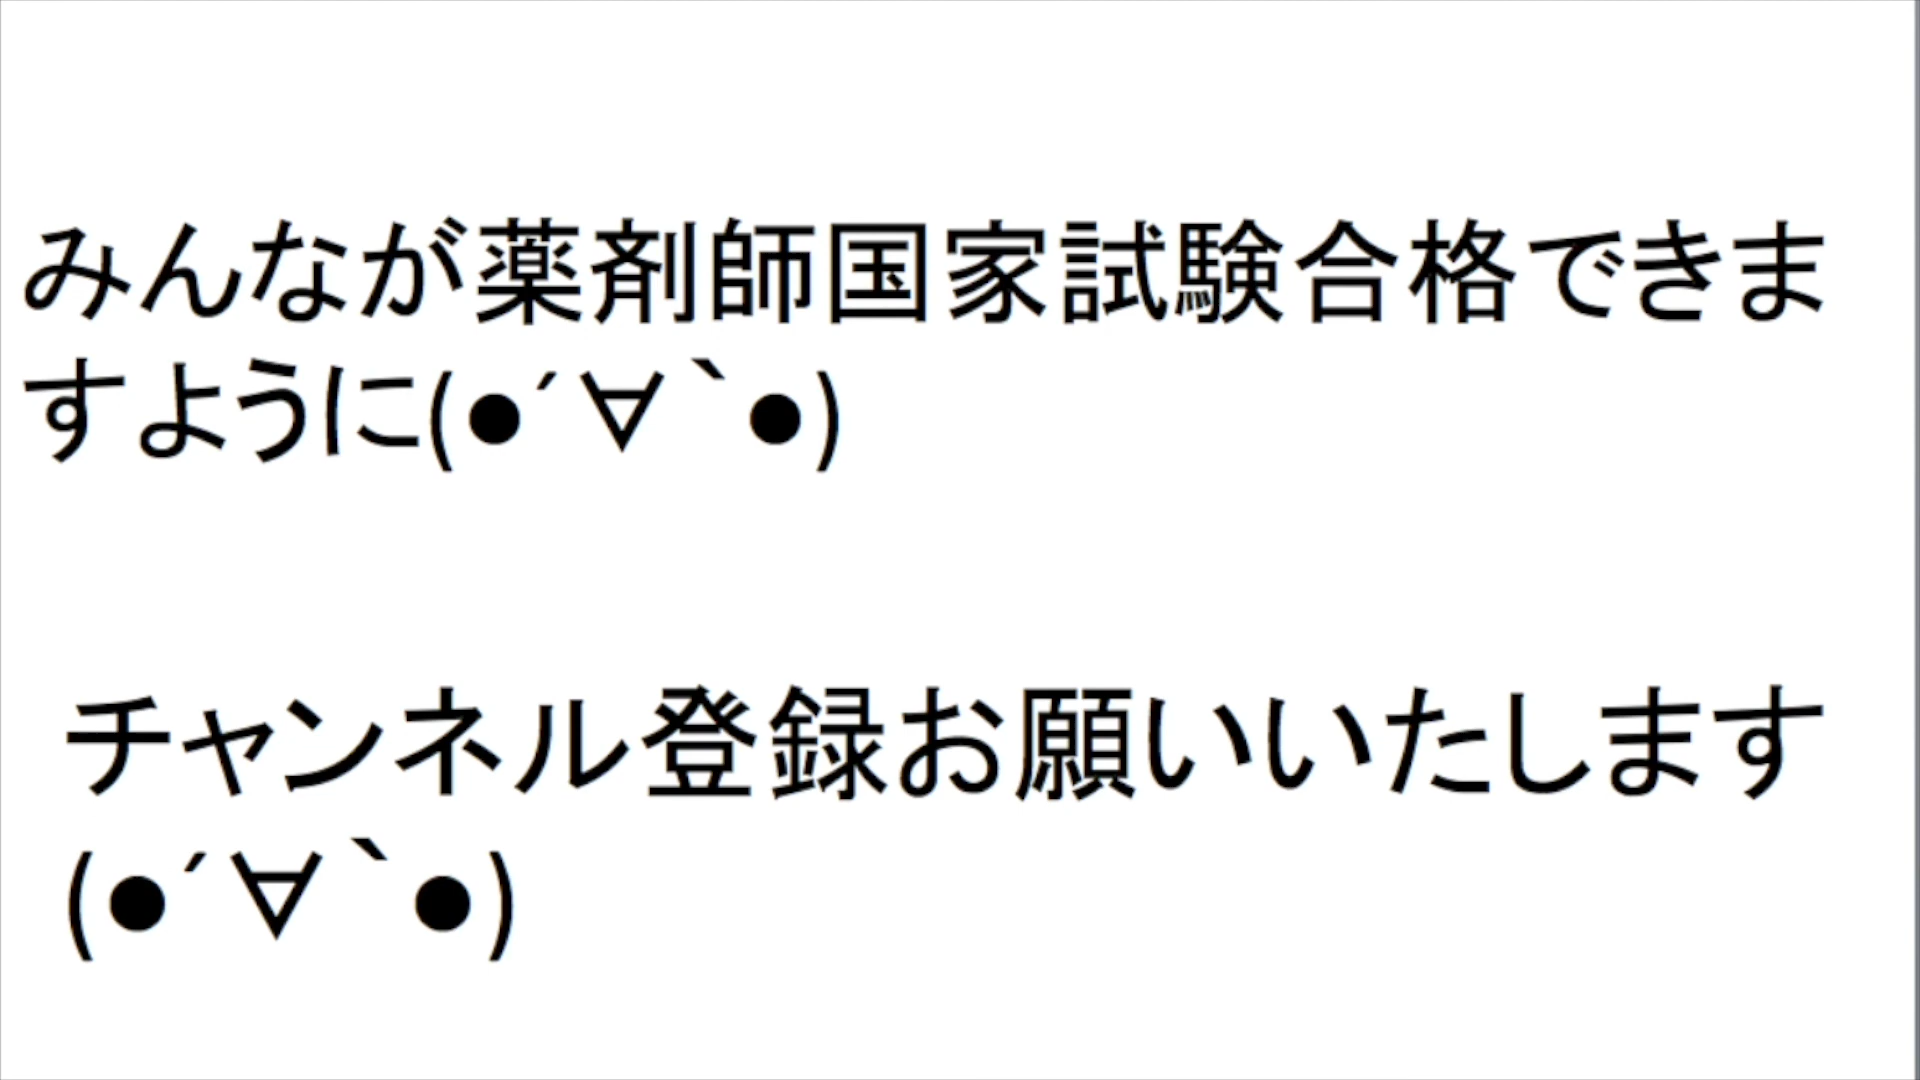 みんなが薬剤師国家試験合格できま
すように(●´∀`●)
チャンネル登録お願いいたします
(●´∀`●)